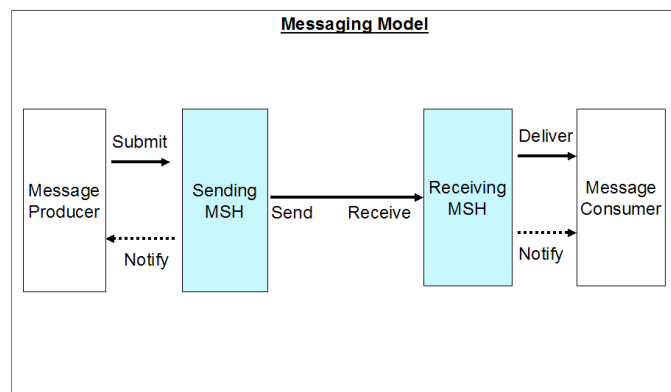 Messaging Model
Submit
Deliver
Message
Producer
Sending
MSH
Receiving
MSH
Message
Consumer
Send
Receive
Notify
Notify